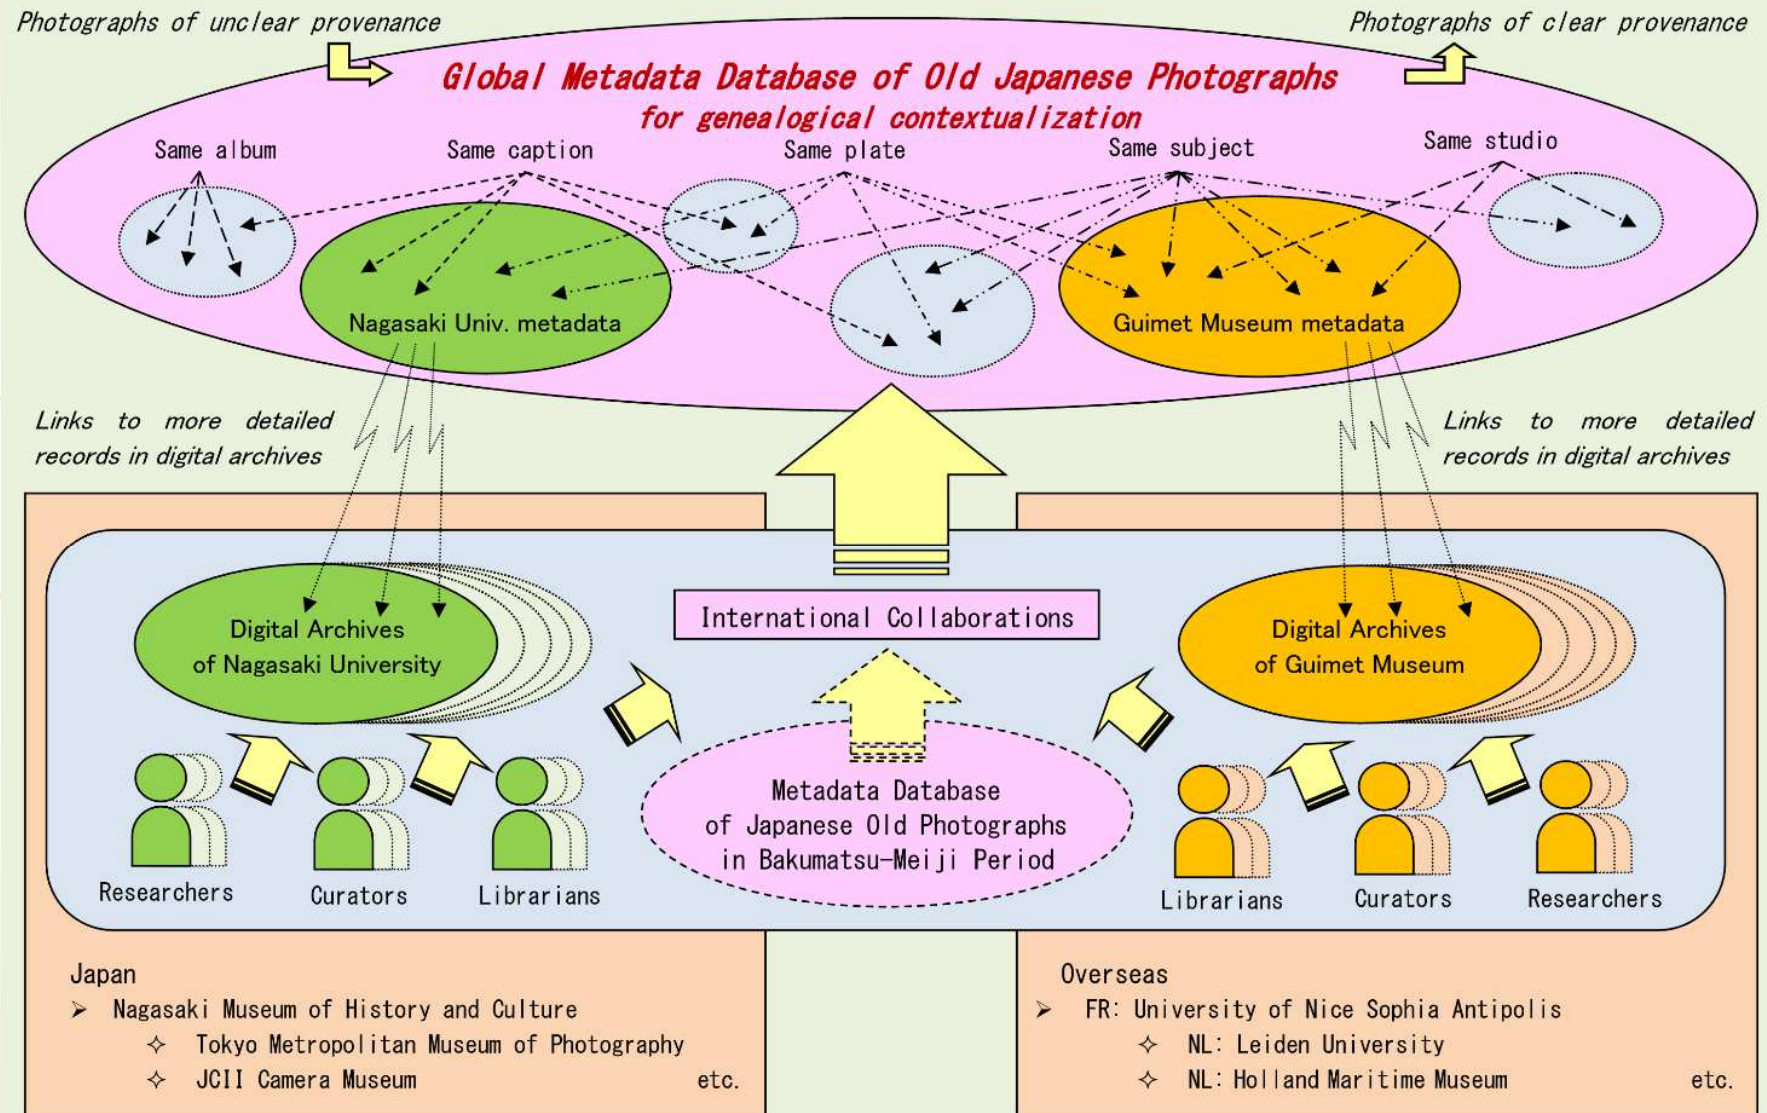 Photographs of unclear provenance
Photographs of clear provenance
Global Metadata Database of Old Japanese Photographs
for genealogical contextualization
Same album
Same caption
Same plate
Same subject
Same studio
Nagasaki Univ. metadata
Guimet Museum metadata
Links to more detailed
records in digital archives
Links to more detailed
records in digital archives
International Collaborations
Digital Archives
of Nagasaki University
Digital Archives
of Guimet Museum
Metadata Database
of Japanese Old Photographs
in Bakumatsu-Meiji Period
Researchers
Curators
Librarians
Librarians
Curators
Researchers
Japan
➢ Nagasaki Museum of History and Culture
✧ Tokyo Metropolitan Museum of Photography
✧ JCII Camera Museum etc.
Overseas
➢ FR: University of Nice Sophia Antipolis
✧ NL: Leiden University
✧ NL: Holland Maritime Museum etc.